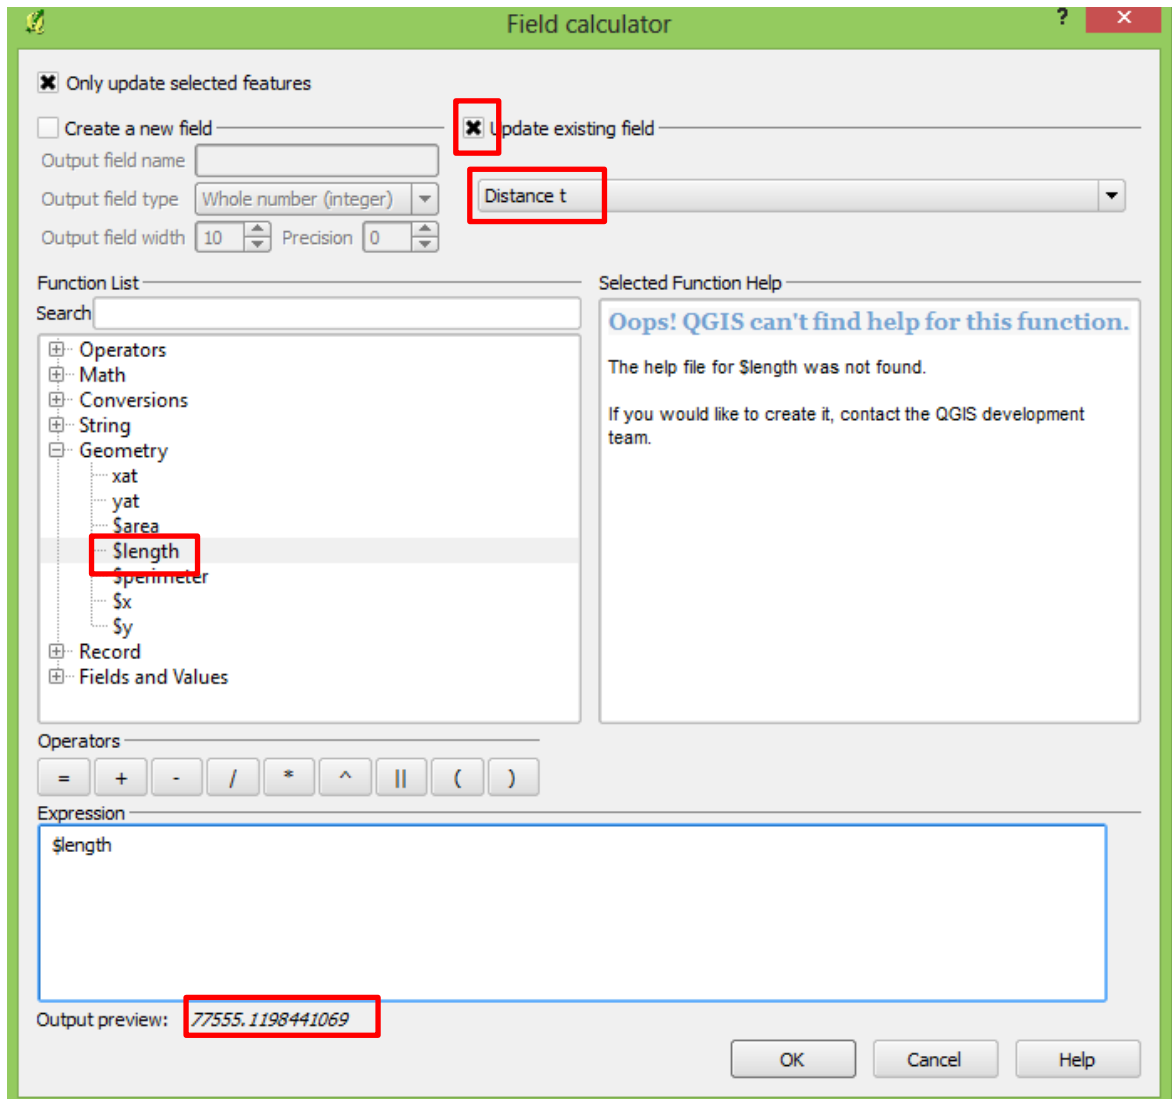 Field calculator
?
×
Only update selected features
Create a new field
Update existing field
Output field name
Output field type Whole number (integer)
Distance t
Output field width 10 Precision 0
Function List
Selected Function Help
Search
Oops! QGIS can't find help for this function.
Operators
Math
The help file for $length was not found.
Conversions
If you would like to create it, contact the QGIS development
String
team.
Geometry
xat
yat
$area
$length
$perimeter
$x
$y
Record
Fields and Values
Operators
= + - / * ^ || ( )
Expression
$length
Output preview: 77555.1198441069
OK Cancel Help